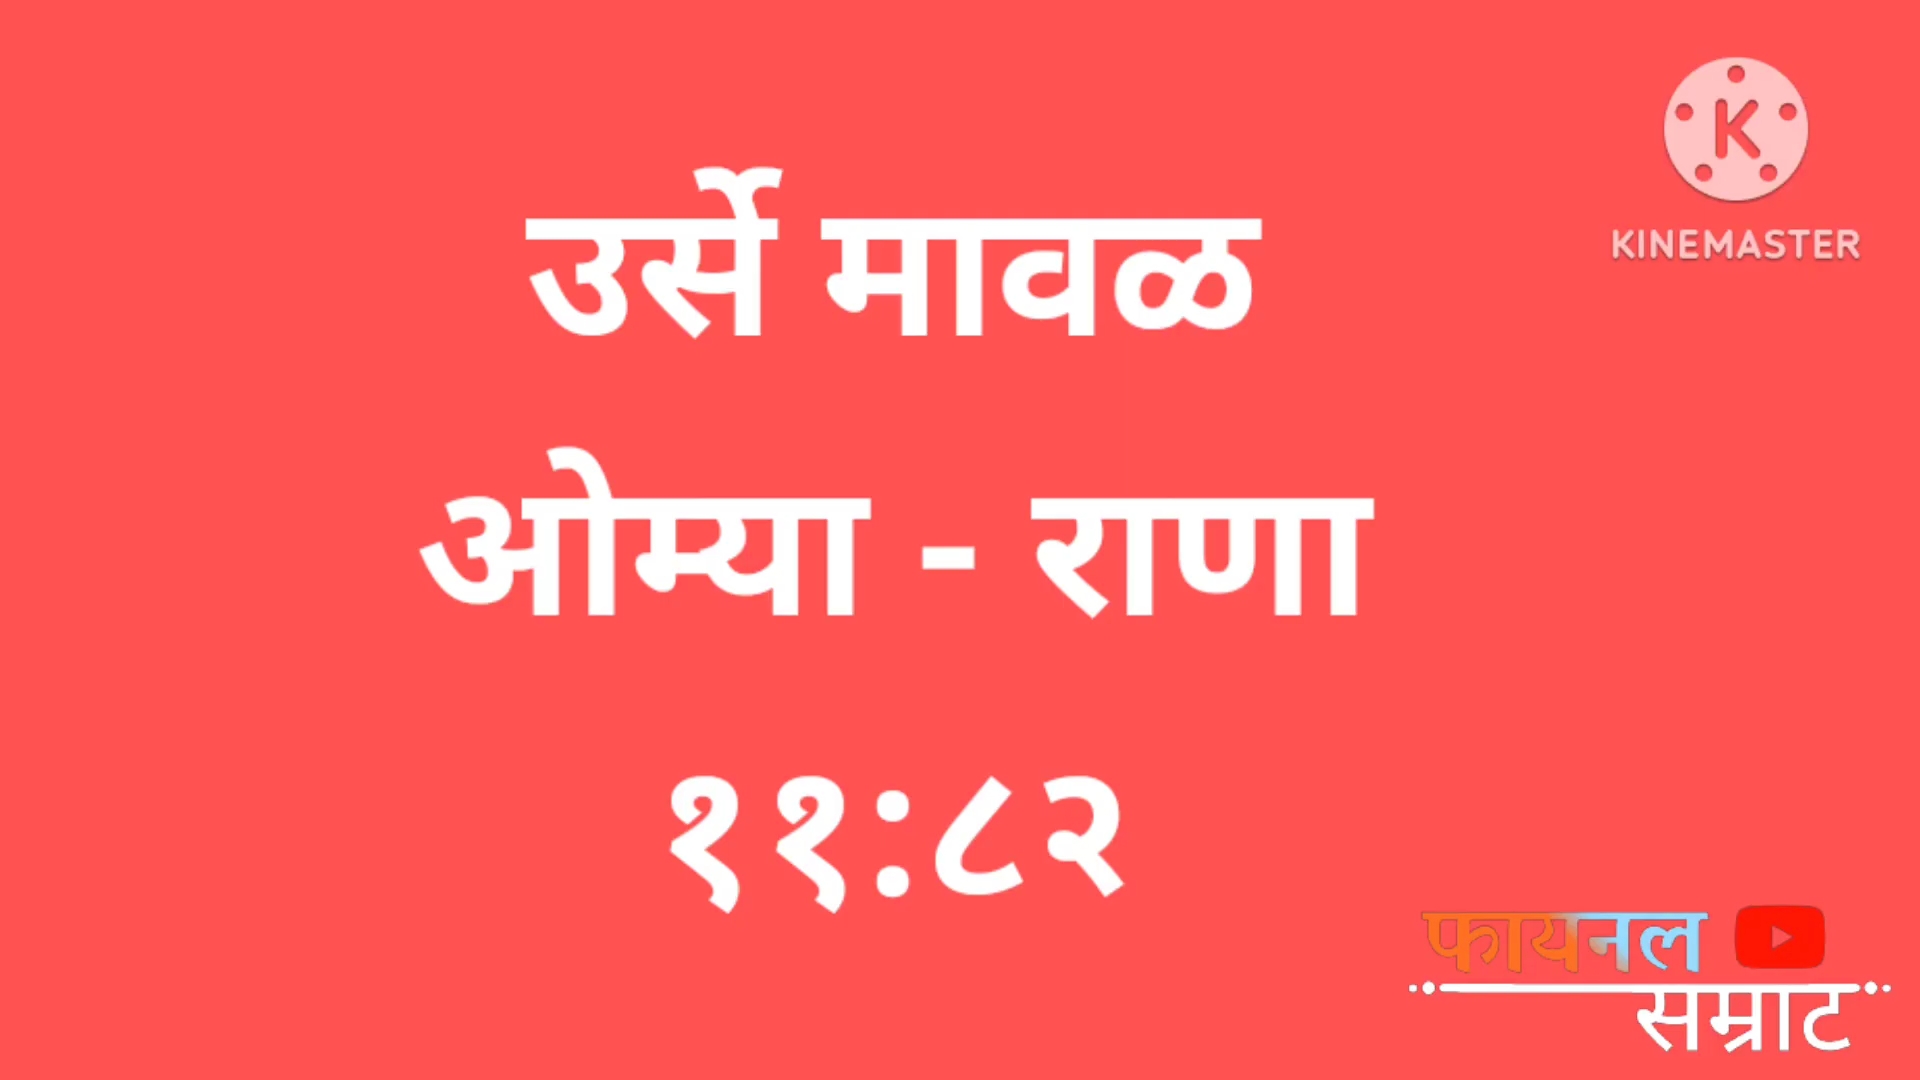 KINEMASTER
उर्से मावळ
ओम्या - राणा
११:८२
फायनल
सम्राट